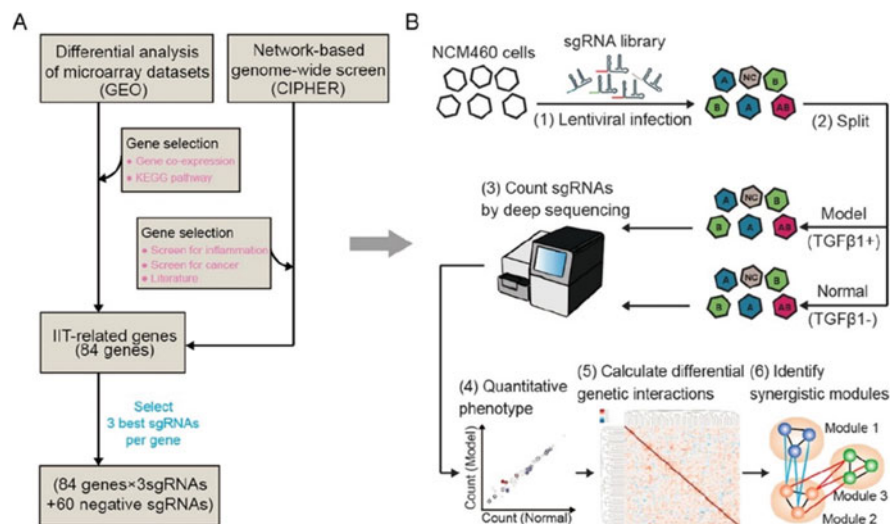 A
Differential analysis
of microarray datasets
(GEO)
Network-based
genome-wide screen
(CIPHER)
Gene selection
● Gene co-expression
● KEGG pathway
Gene selection
● Screen for inflammation
● Screen for cancer
● Literature
IIT-related genes
(84 genes)
Select
3 best sgRNAs
per gene
(84 genes×3sgRNAs
+60 negative sgRNAs)
B
NCM460 cells
sgRNA library
(1) Lentiviral infection
A
NC
B
B
A
AB
(2) Split
(3) Count sgRNAs
by deep sequencing
A
NC
B
B
A
AB
Model
(TGFβ1+)
A
NC
B
B
A
AB
Normal
(TGFβ1-)
(4) Quantitative
phenotype
Count (Model)
Count (Normal)
(5) Calculate differential
genetic interactions
(6) Identify
synergistic modules
Module 1
Module 3
Module 2